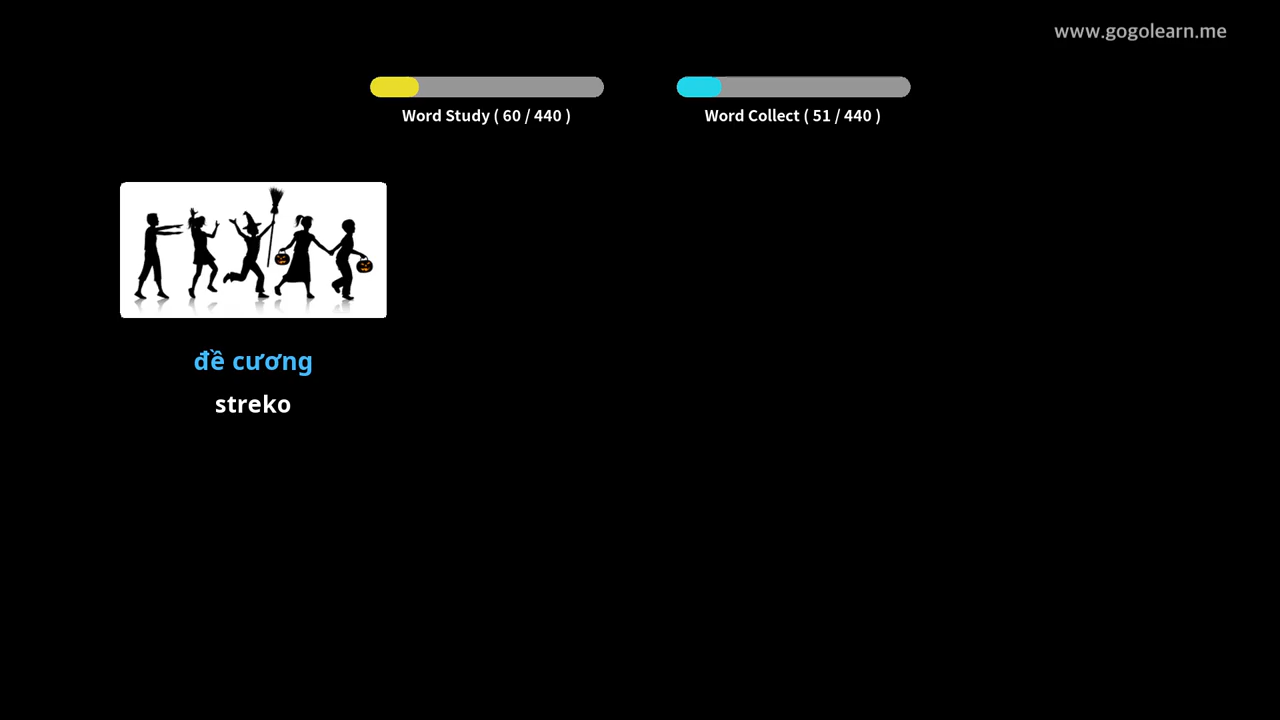 www.gogolearn.me
Word Study ( 60 / 440 )
Word Collect ( 51 / 440 )
đề cương
streko